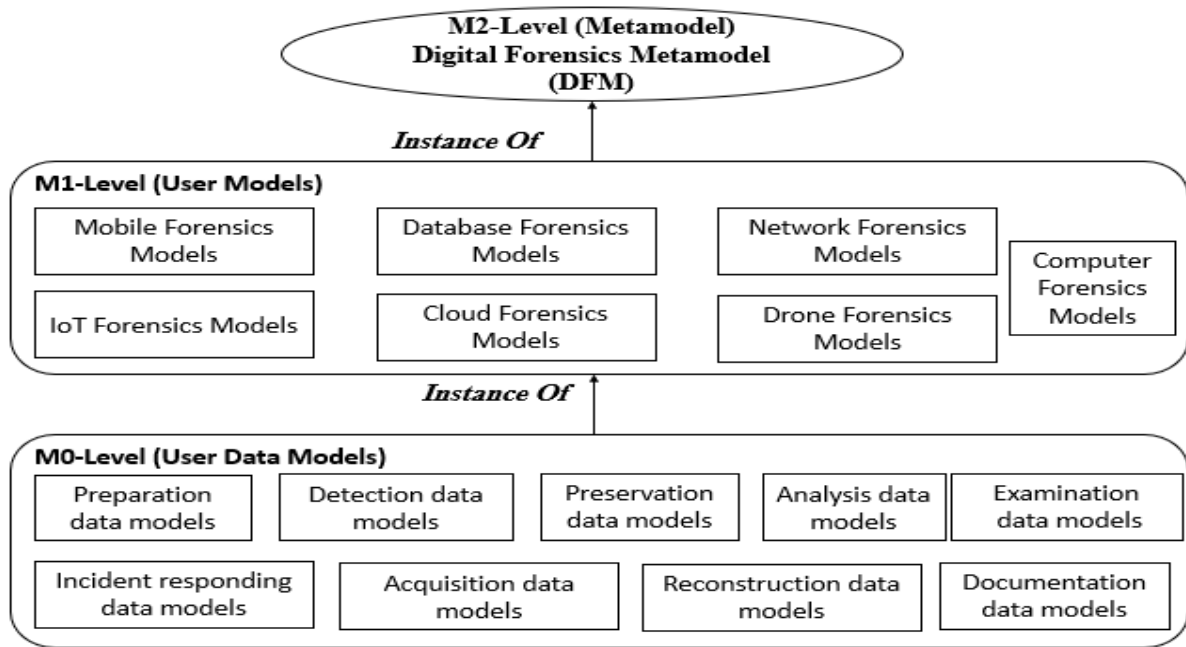 M2-Level (Metamodel)
Digital Forensics Metamodel
(DFM)
Instance Of
M1-Level (User Models)
Mobile Forensics
Models
Database Forensics
Models
Network Forensics
Models
Computer
Forensics
Models
IoT Forensics Models
Cloud Forensics
Models
Drone Forensics
Models
Instance Of
M0-Level (User Data Models)
Preparation
data models
Detection data
models
Preservation
data models
Analysis data
models
Examination
data models
Incident responding
data models
Acquisition data
models
Reconstruction data
models
Documentation
data models